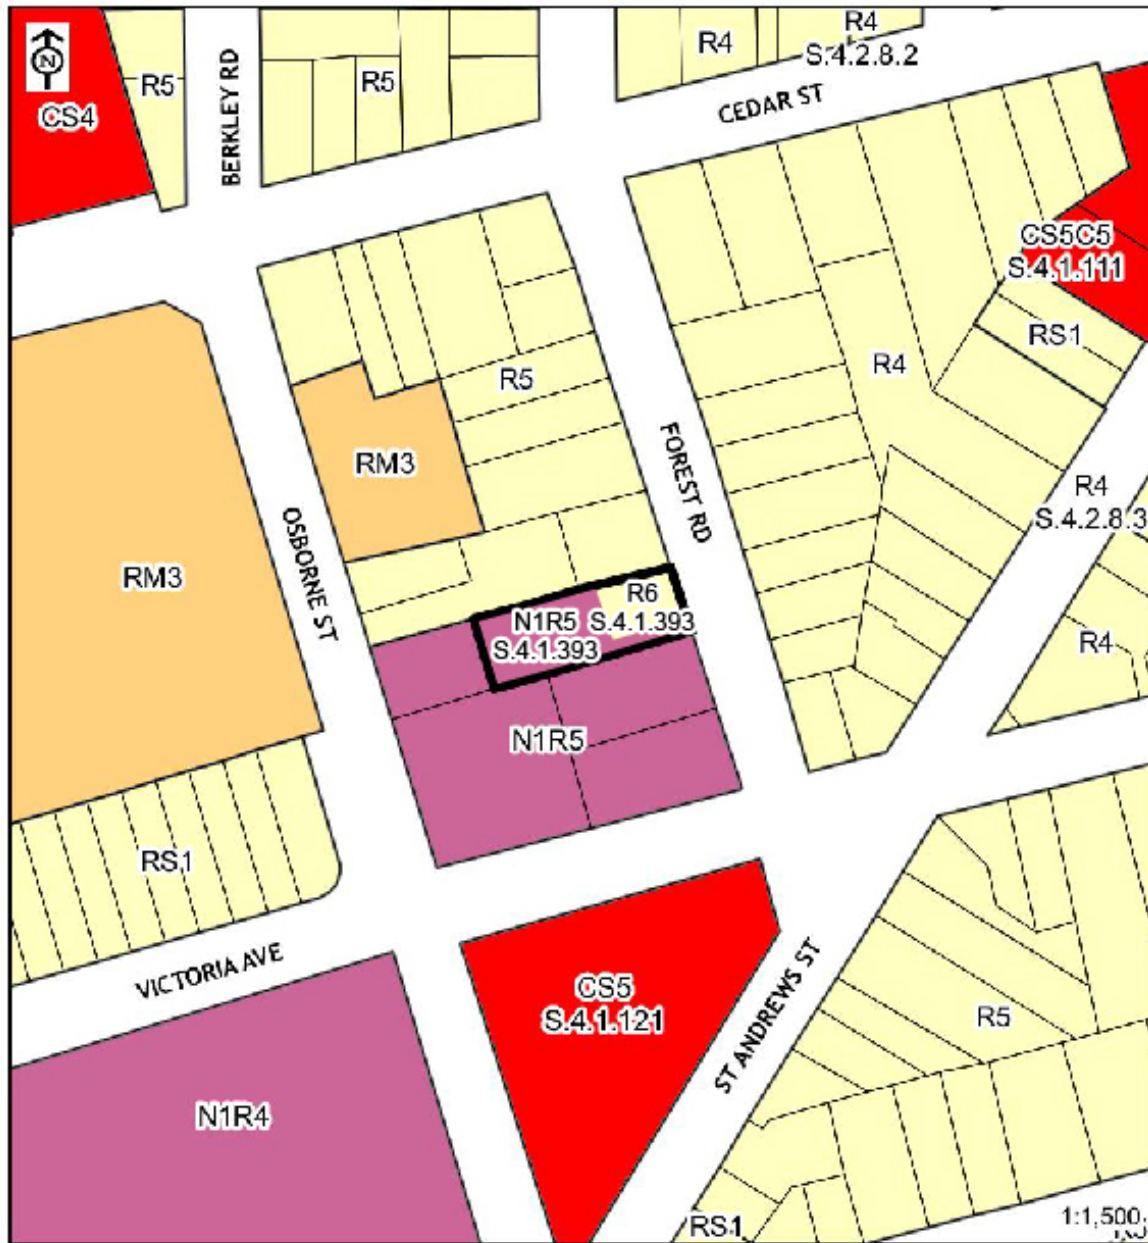 N
CS4
R5
BERKLEY RD
R5
R4
R4
S.4.2.8.2
CEDAR ST
CS5C5
S.4.1.111
RS1
R4
R5
RM3
FOREST RD
R4
S.4.2.8.3
OSBORNE ST
RM3
R6
S.4.1.393
N1R5
S.4.1.393
R4
N1R5
RS1
VICTORIA AVE
CS5
S.4.1.121
ST ANDREWS ST
R5
N1R4
RS1
1:1,500